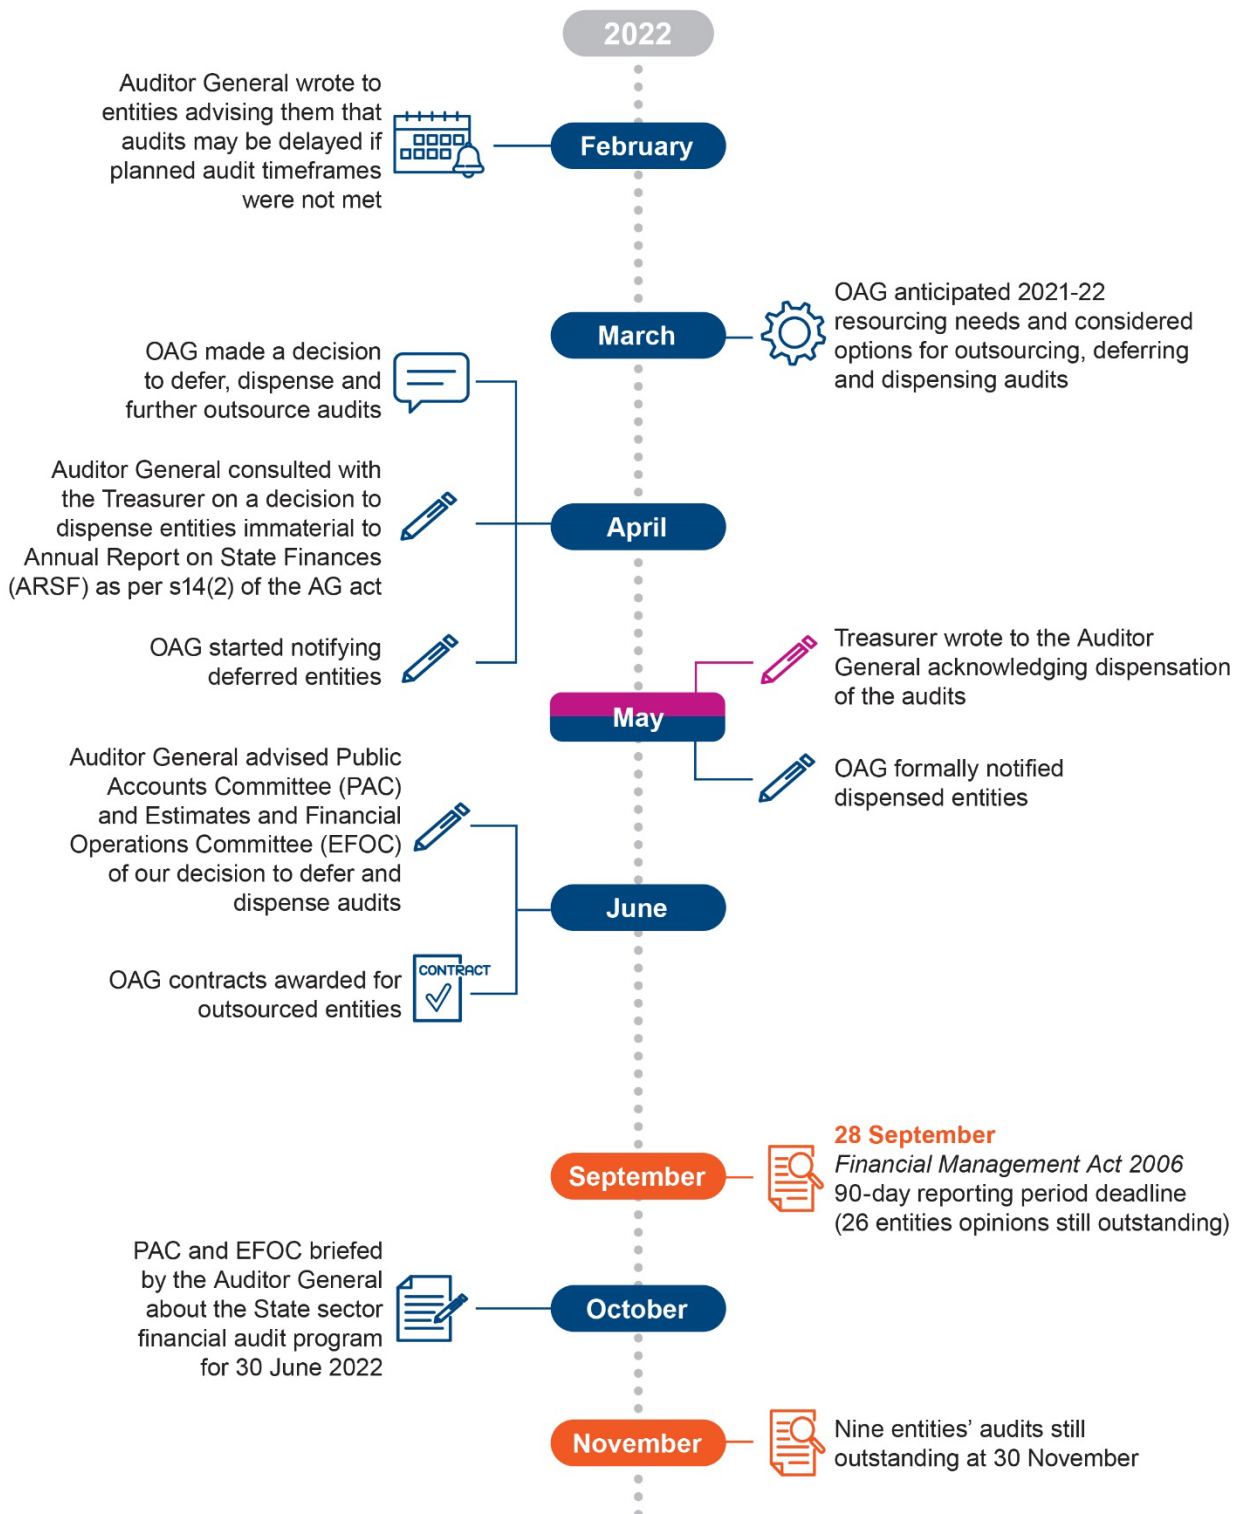 2022
Auditor General wrote to
entities advising them that
audits may be delayed if
planned audit timeframes
were not met
February
March
OAG anticipated 2021-22
resourcing needs and considered
options for outsourcing, deferring
and dispensing audits
OAG made a decision
to defer, dispense and
further outsource audits
Auditor General consulted with
the Treasurer on a decision to
dispense entities immaterial to
Annual Report on State Finances
(ARSF) as per s14(2) of the AG act
April
OAG started notifying
deferred entities
Treasurer wrote to the Auditor
General acknowledging dispensation
of the audits
May
OAG formally notified
dispensed entities
Auditor General advised Public
Accounts Committee (PAC)
and Estimates and Financial
Operations Committee (EFOC)
of our decision to defer and
dispense audits
June
OAG contracts awarded for
outsourced entities
CONTRACT
September
28 September
Financial Management Act 2006
90-day reporting period deadline
(26 entities opinions still outstanding)
PAC and EFOC briefed
by the Auditor General
about the State sector
financial audit program
for 30 June 2022
October
November
Nine entities’ audits still
outstanding at 30 November